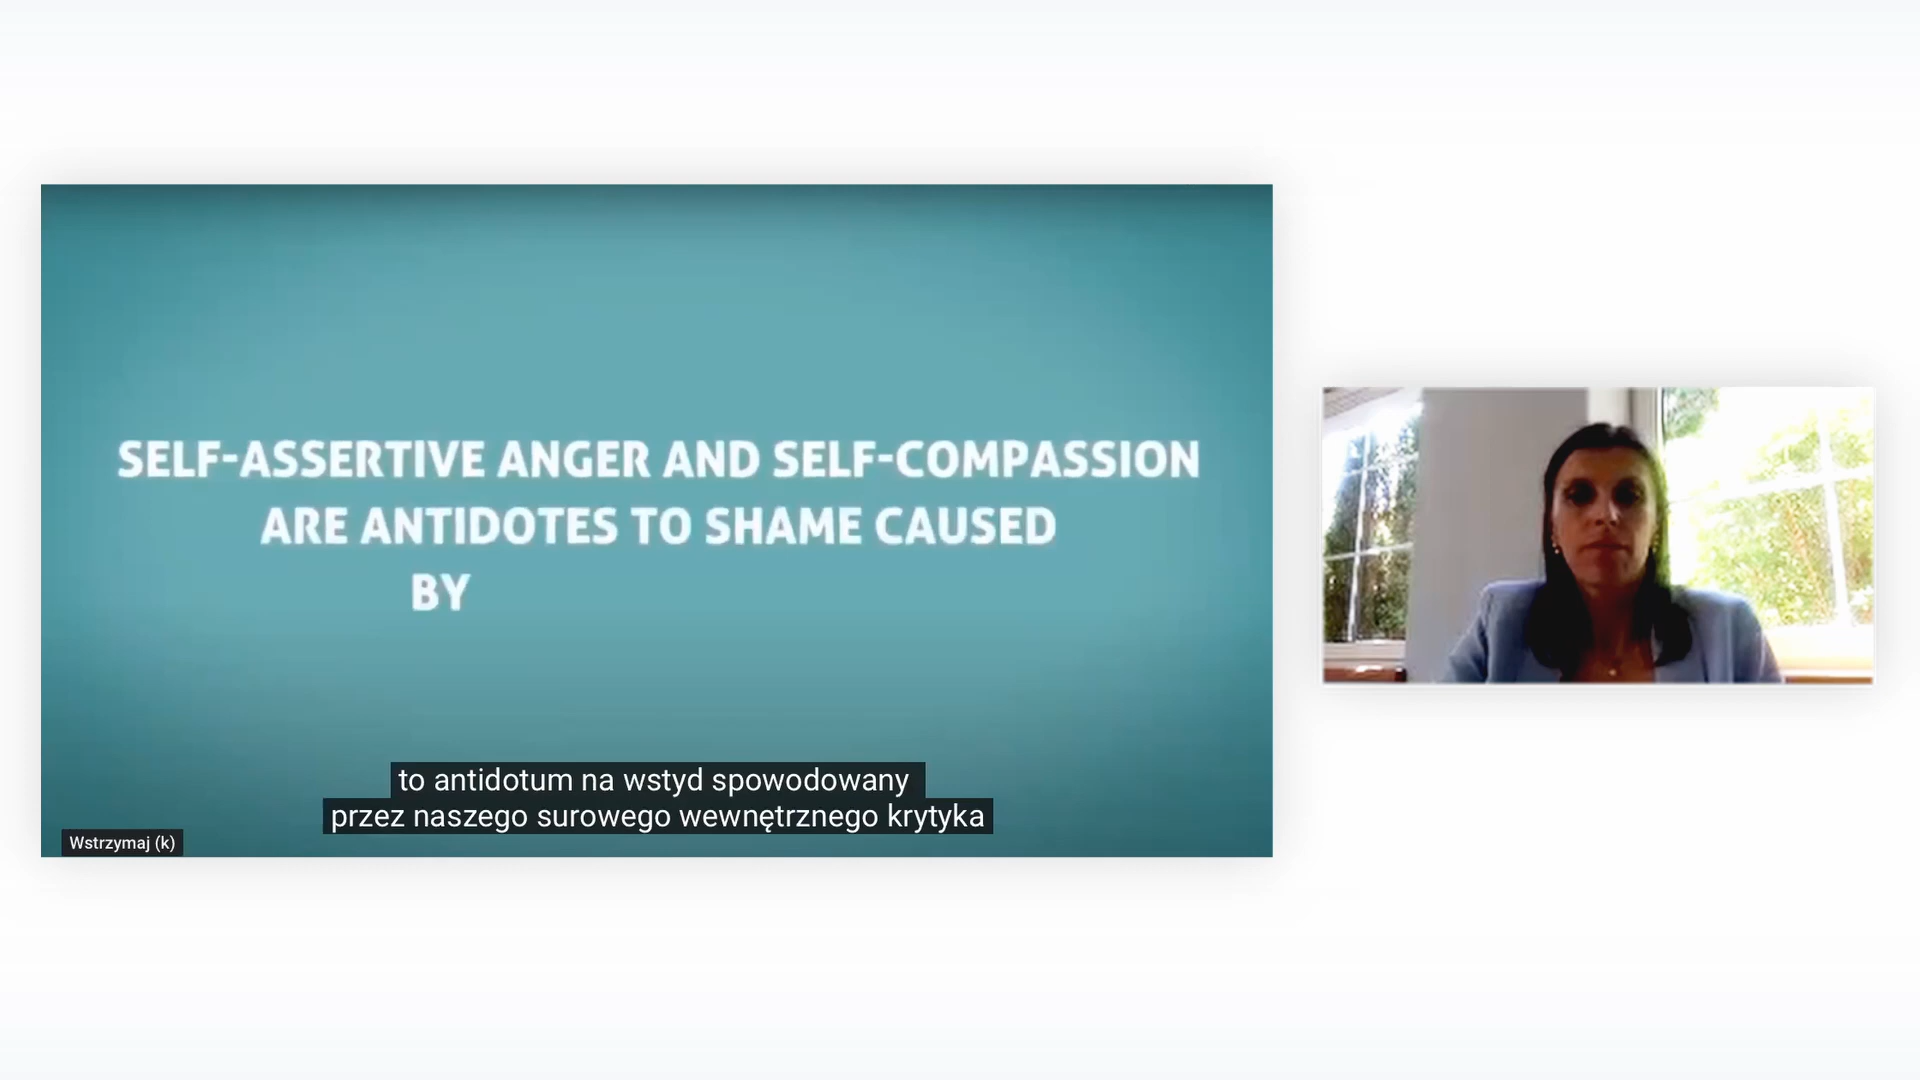 SELF-ASSERTIVE ANGER AND SELF-COMPASSION
ARE ANTIDOTES TO SHAME CAUSED
BY
to antidotum na wstyd spowodowany
przez naszego surowego wewnętrznego krytyka
Wstrzymaj (k)